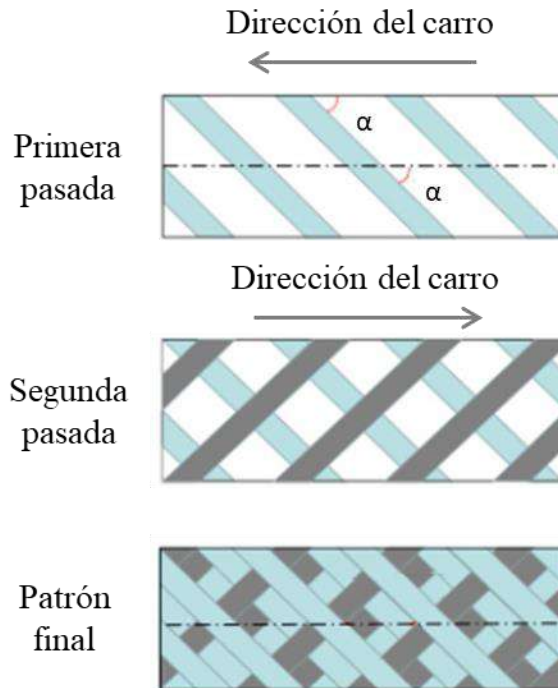 Dirección del carro
Primera
pasada
α
α
Dirección del carro
Segunda
pasada
Patrón
final